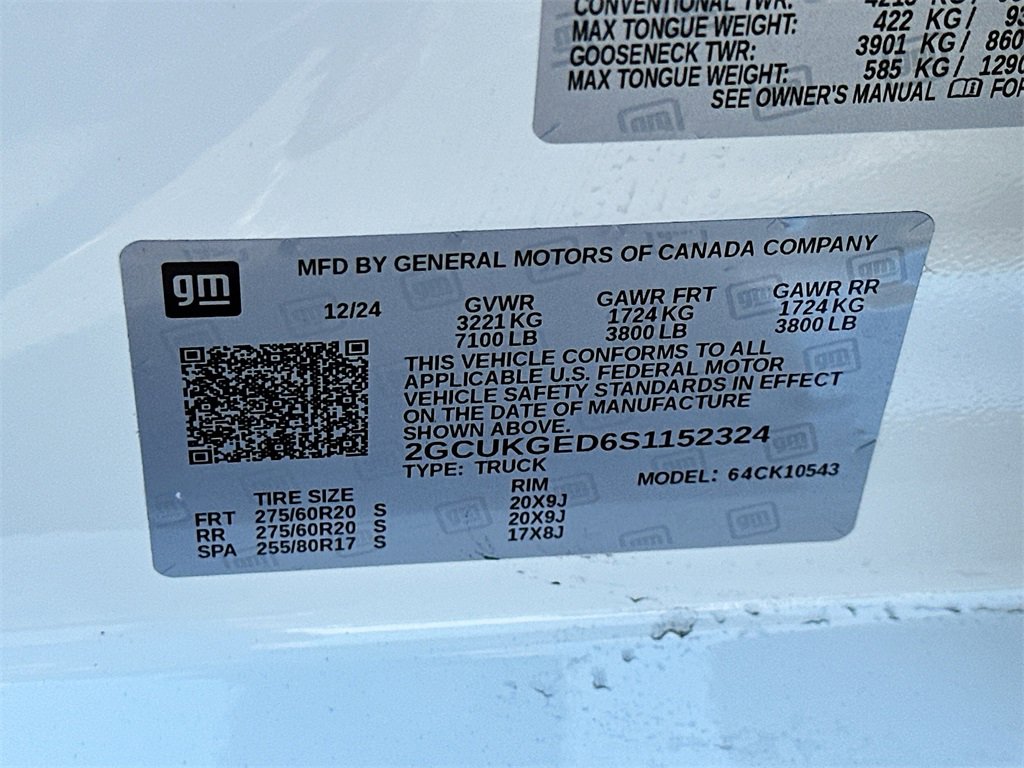 CONVENTIONAL TWR:
MAX TONGUE WEIGHT: 422 KG/
GOOSENECK TWR: 3901 KG/ 860
MAX TONGUE WEIGHT: 585 KG/ 1290
SEE OWNER'S MANUAL FOR
gm
MFD BY GENERAL MOTORS OF CANADA COMPANY
12/24 GVWR GAWR FRT GAWR RR
3221 KG 1724 KG 1724 KG
7100 LB 3800 LB 3800 LB
THIS VEHICLE CONFORMS TO ALL
APPLICABLE U.S. FEDERAL MOTOR
VEHICLE SAFETY STANDARDS IN EFFECT
ON THE DATE OF MANUFACTURE
SHOWN ABOVE.
2GCUKGED6S1152324
TYPE: TRUCK MODEL: 64CK10543
TIRE SIZE RIM
FRT 275/60R20 S 20X9J
RR 275/60R20 S 20X9J
SPA 255/80R17 S 17X8J